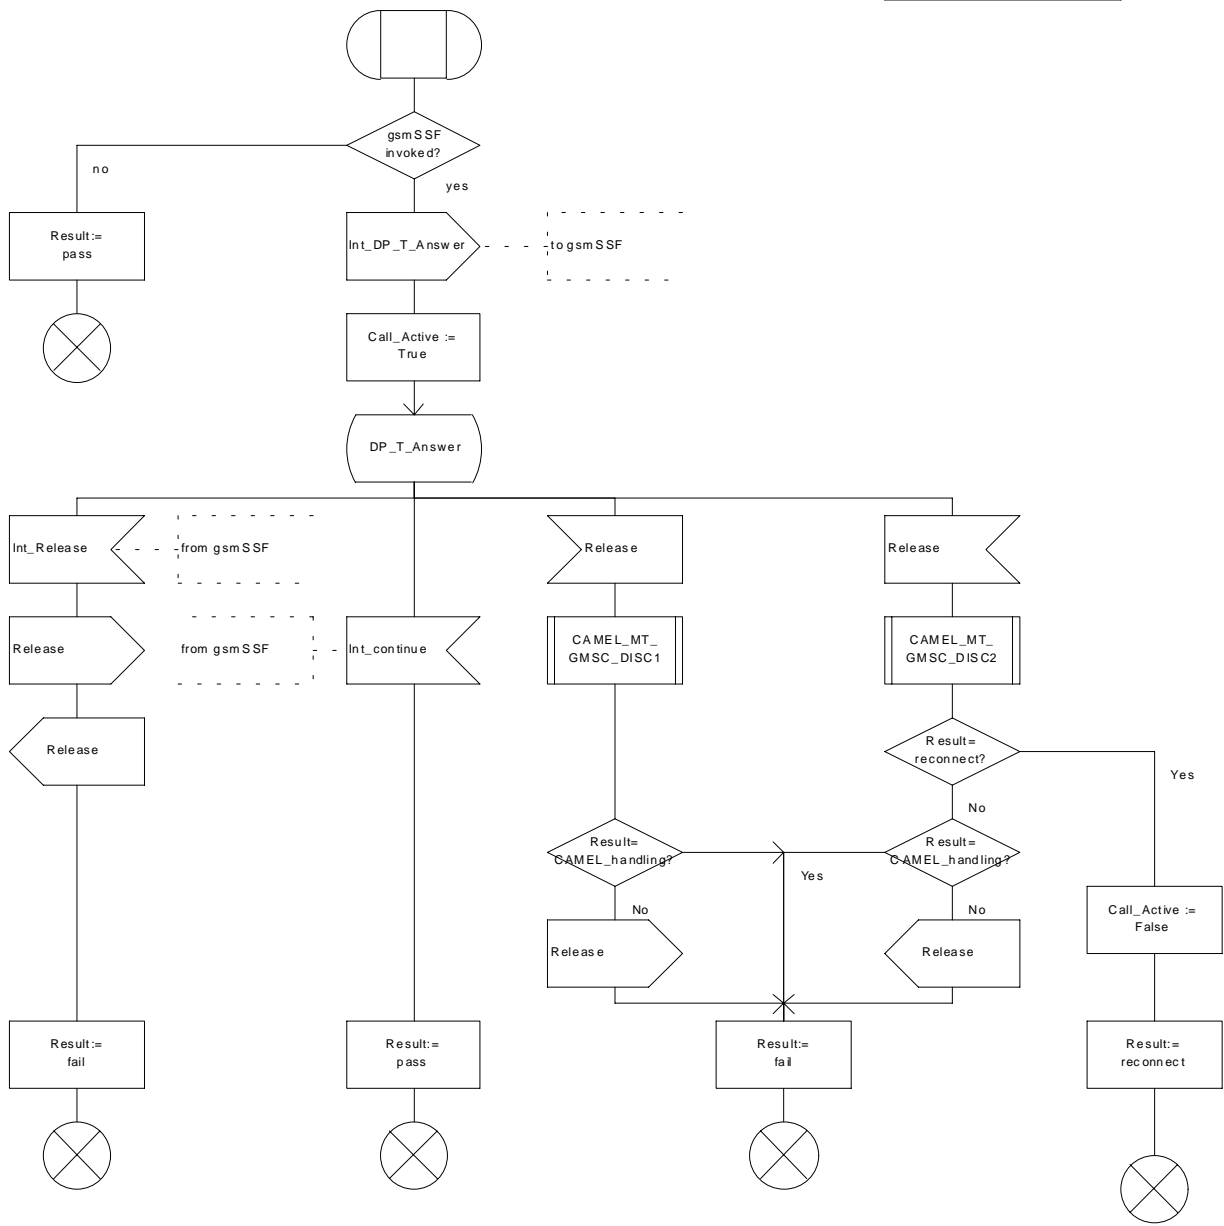 gsmSSF
invoked?
no
yes
Result:=
pass
Int_DP_T_Answer
to gsmSSF
Call_Active :=
True
DP_T_Answer
Int_Release
from gsmSSF
Release
Release
Release
from gsmSSF
Int_continue
CAMEL_MT_
GMSC_DISC1
CAMEL_MT_
GMSC_DISC2
Release
Result=
reconnect?
Yes
No
Result=
CAMEL_handling?
Result=
CAMEL_handling?
Yes
No
No
Call_Active :=
False
Release
Release
Result:=
fail
Result:=
pass
Result:=
fail
Result:=
reconnect